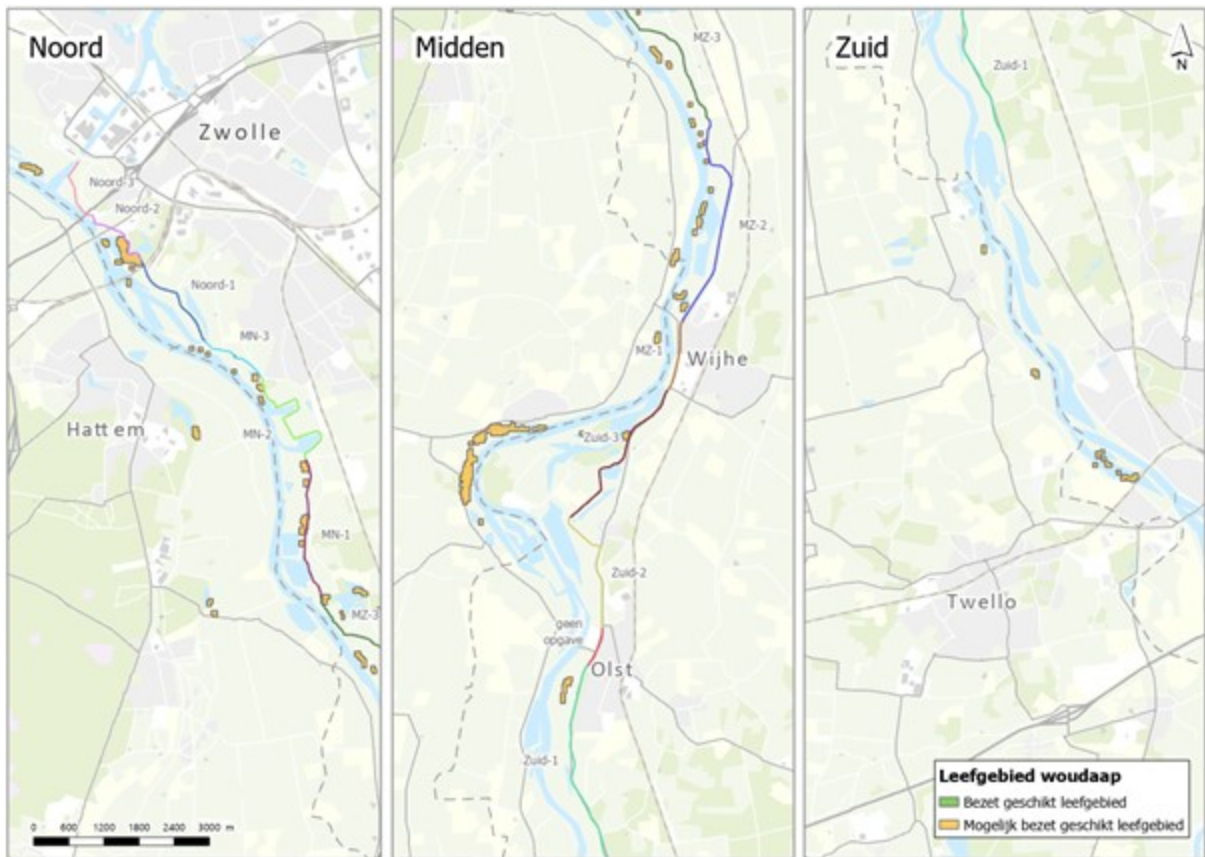 Noord
Zwolle
Noord-3
Noord-2
Noord-1
MN-3
Hattem
MN-2
MN-1
MZ-3
0 600 1200 1800 2400 3000 m
Midden
MZ-3
MZ-2
MZ-1
Wijhe
Zuid-3
Zuid-2
geen
opgave
Olst
Zuid-1
Zuid
N
Zuid-1
Twello
Leefgebied woudaap
Bezet geschikt leefgebied
Mogelijk bezet geschikt leefgebied